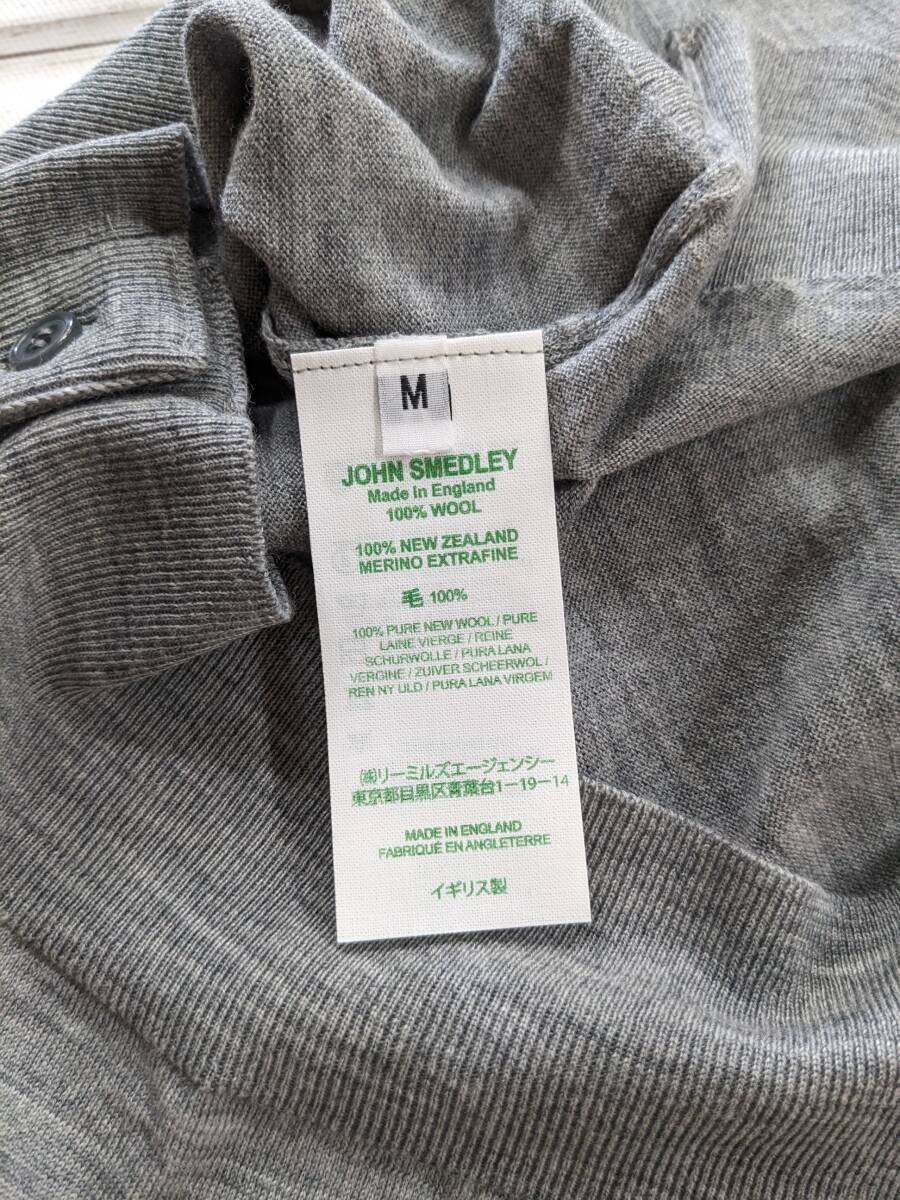 M
JOHN SMEDLEY
Made in England
100% WOOL
100% NEW ZEALAND
MERINO EXTRAFINE
毛 100%
100% PURE NEW WOOL / PURE
LAINE VIERGE / REINE
SCHURWOLLE / PURA LANA
VERGINE / ZUIVER SCHEERWOL /
REN NY ULD / PURA LANA VIRGEM
㈱リーミルズエージェンシー
東京都目黒区青葉台1-19-14
MADE IN ENGLAND
FABRIQUÉ EN ANGLETERRE
イギリス製